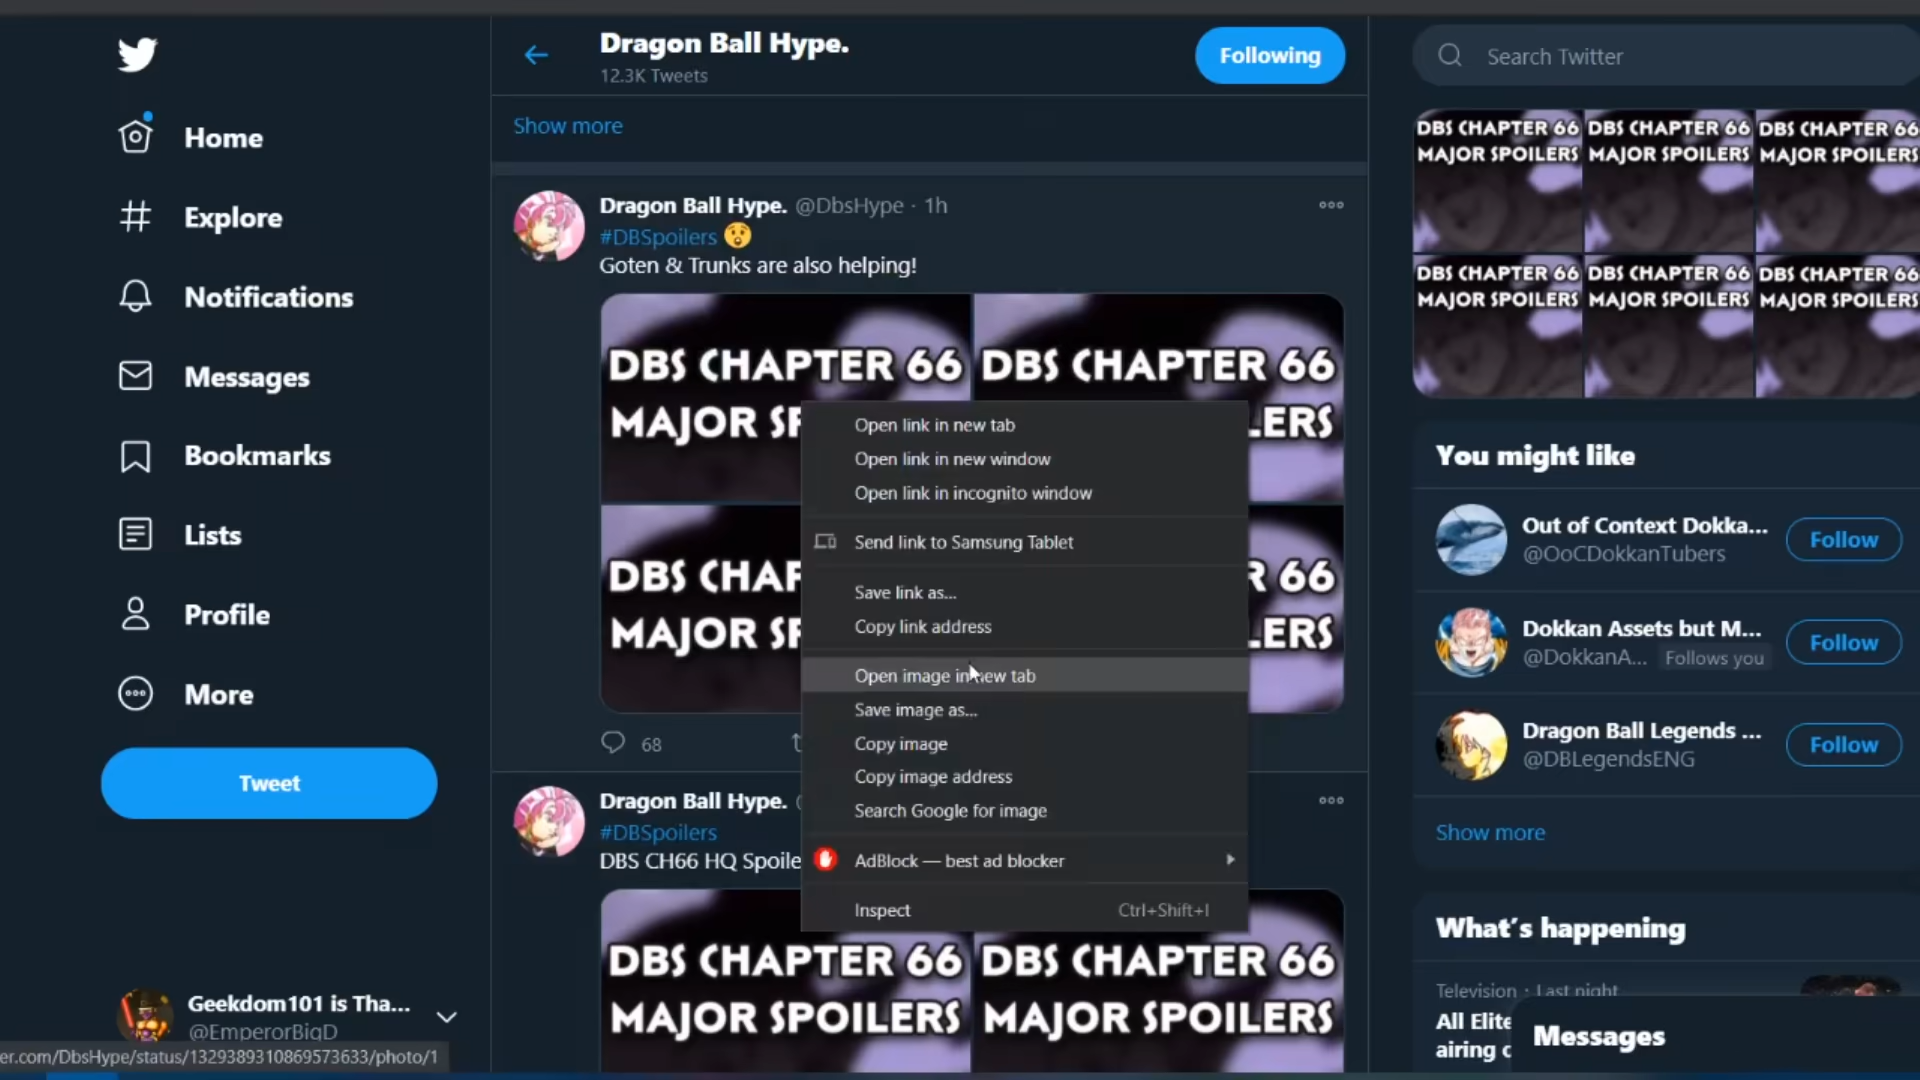 Home
Explore
Notifications
Messages
Bookmarks
Lists
Profile
More
Tweet
Geekdom101 is Tha...
@EmperorBigD
er.com/DbsHype/status/1329389310869573633/photo/1
Dragon Ball Hype.
12.3K Tweets
Following
Show more
Dragon Ball Hype. @DbsHype · 1h
#DBSpoilers
Goten & Trunks are also helping!
DBS CHAPTER 66
MAJOR SP
DBS CHAPTER 66
LERS
DBS CHAP
MAJOR SP
R 66
LERS
68
Open link in new tab
Open link in new window
Open link in incognito window
Send link to Samsung Tablet
Save link as...
Copy link address
Open image in new tab
Save image as...
Copy image
Copy image address
Search Google for image
AdBlock — best ad blocker
Inspect Ctrl+Shift+I
Dragon Ball Hype.
#DBSpoilers
DBS CH66 HQ Spoile
DBS CHAPTER 66
MAJOR SPOILERS
DBS CHAPTER 66
MAJOR SPOILERS
Search Twitter
DBS CHAPTER 66
MAJOR SPOILERS
DBS CHAPTER 66
MAJOR SPOILERS
DBS CHAPTER 66
MAJOR SPOILERS
DBS CHAPTER 66
MAJOR SPOILERS
DBS CHAPTER 66
MAJOR SPOILERS
DBS CHAPTER 66
MAJOR SPOILERS
You might like
Out of Context Dokka...
@OoCDokkanTubers
Follow
Dokkan Assets but M...
@DokkanA... Follows you
Follow
Dragon Ball Legends ...
@DBLegendsENG
Follow
Show more
What's happening
Television · Last night
All Elite
airing
Messages